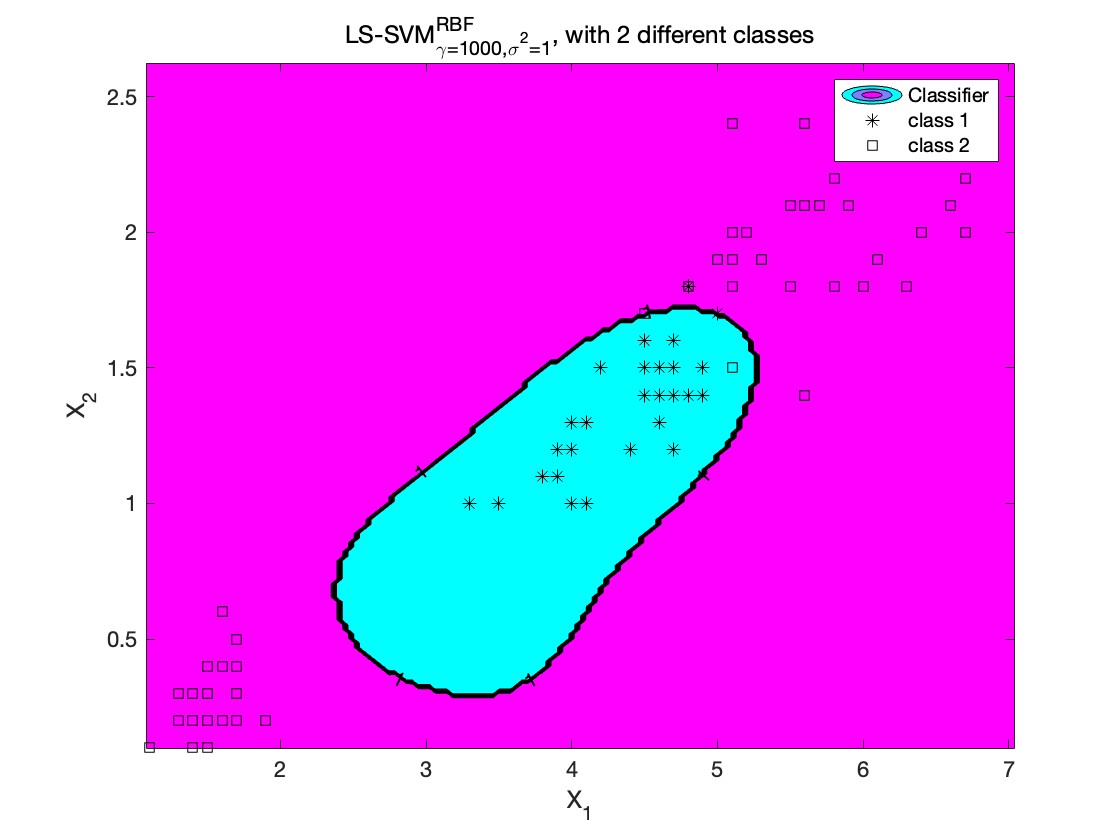 LS-SVM^{RBF}_{γ=1000,σ^2=1}, with 2 different classes
Classifier
class 1
class 2
2.5
2
1.5
1
0.5
X_2
2 3 4 5 6 7
X_1